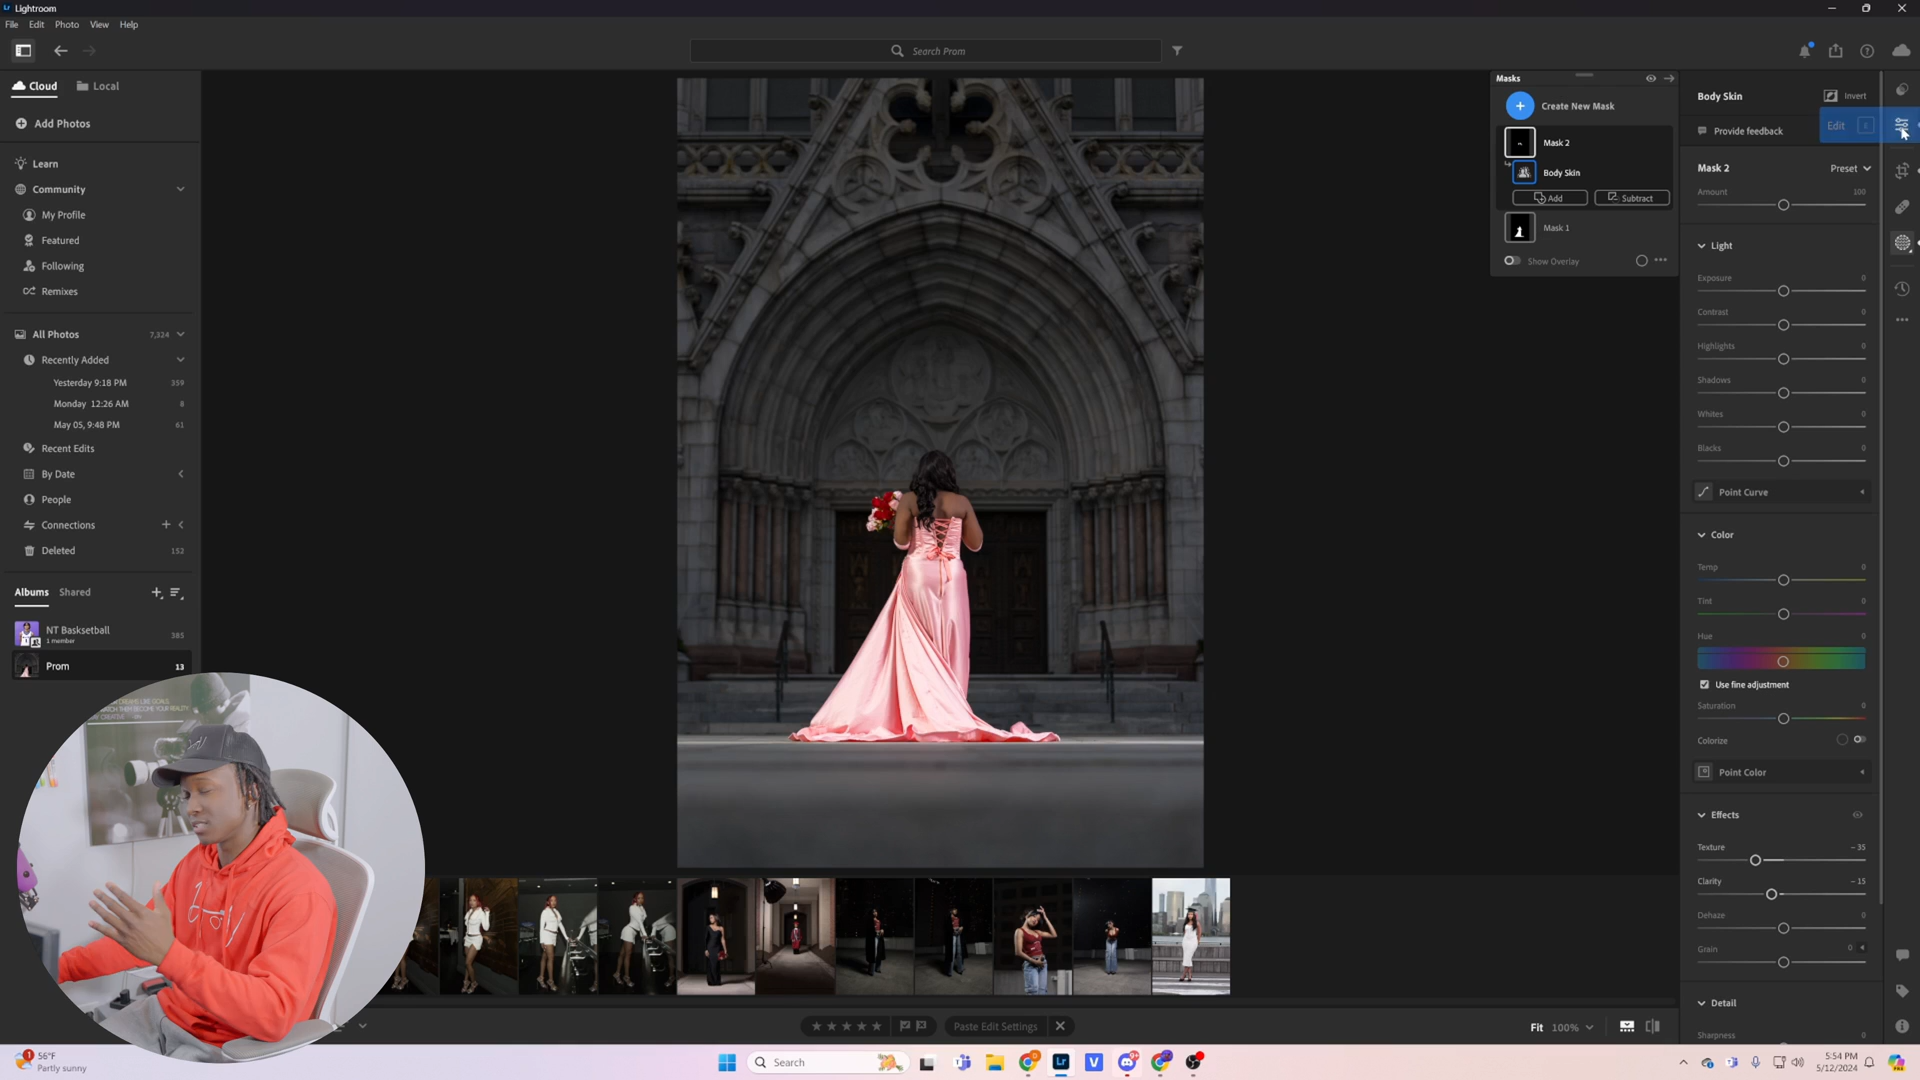 Lightroom
File Edit Photo View Help
Search Prom
Cloud Local
Add Photos
Learn
Community
My Profile
Featured
Following
Remixes
All Photos 7,324
Recently Added
Yesterday 9:18 PM 359
Monday 12:26 AM 8
May 05, 9:48 PM 61
Recent Edits
By Date
People
Connections
Deleted 152
Albums Shared
NT Basksetball 385
1 member
Prom 13
Masks
Create New Mask
Mask 2
Body Skin
Add Subtract
Mask 1
Show Overlay
Body Skin Invert
Provide feedback
Edit
Mask 2 Preset
Amount 100
Light
Exposure 0
Contrast 0
Highlights 0
Shadows 0
Whites 0
Blacks 0
Point Curve
Color
Temp 0
Tint 0
Hue 0
Use fine adjustment
Saturation 0
Colorize
Point Color
Effects
Texture – 35
Clarity – 15
Dehaze 0
Grain 0
Detail
Sharpness
Paste Edit Settings
Fit 100%
56°F
Partly sunny
Search
Lr
V
5:54 PM
5/12/2024